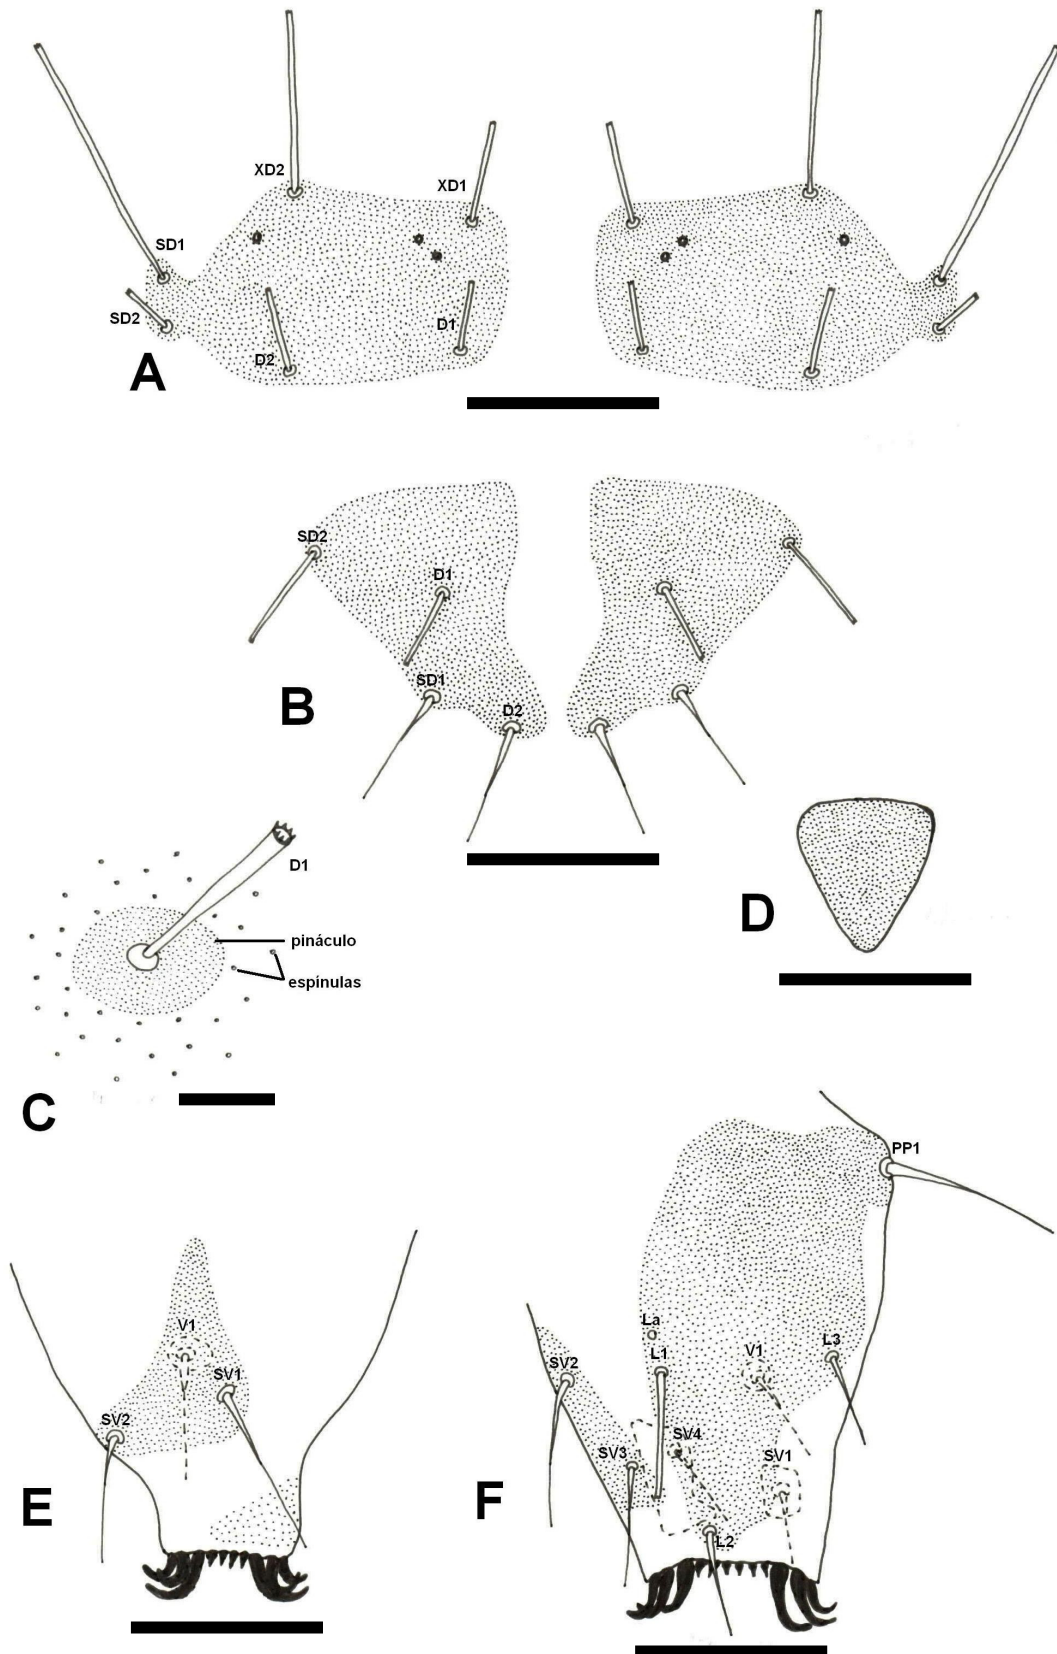 XD2
XD1
SD1
SD2
D1
D2
A
SD2
D1
SD1
D2
B
D1
pináculo
espínulas
D
C
PP1
V1
SV1
SV2
E
La
L1
V1
L3
SV2
SV3
SV4
SV1
L2
F